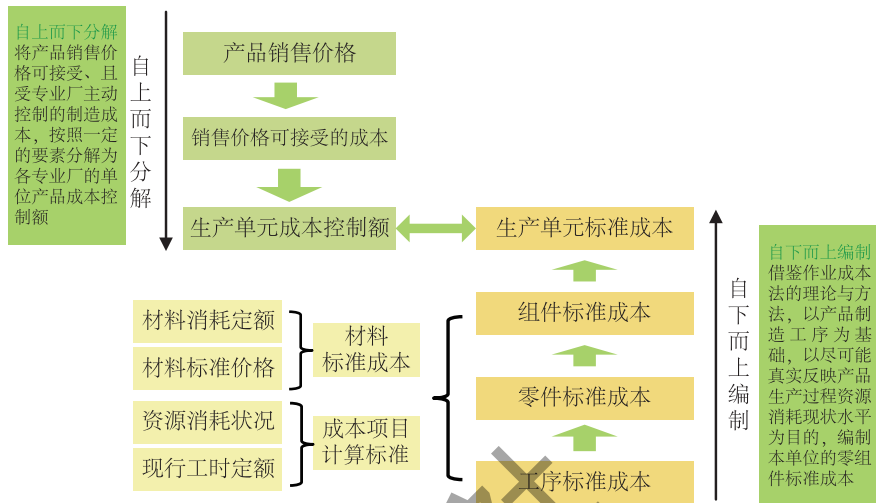 自上而下分解
将产品销售价
格可接受、且
受专业厂主动
控制的制造成
本，按照一定
的要素分解为
各专业厂的单
位产品成本控
制额
自上而下分解
产品销售价格
销售价格可接受的成本
生产单元成本控制额
生产单元标准成本
组件标准成本
零件标准成本
工序标准成本
材料消耗定额
材料标准价格
资源消耗状况
现行工时定额
材料
标准成本
成本项目
计算标准
自下而上编制
自下而上编制
借鉴作业成本
法的理论与方
法，以产品制
造工序为基
础，以尽可能
真实反映产品
生产过程资源
消耗现状水平
为目的，编制
本单位的零组
件标准成本